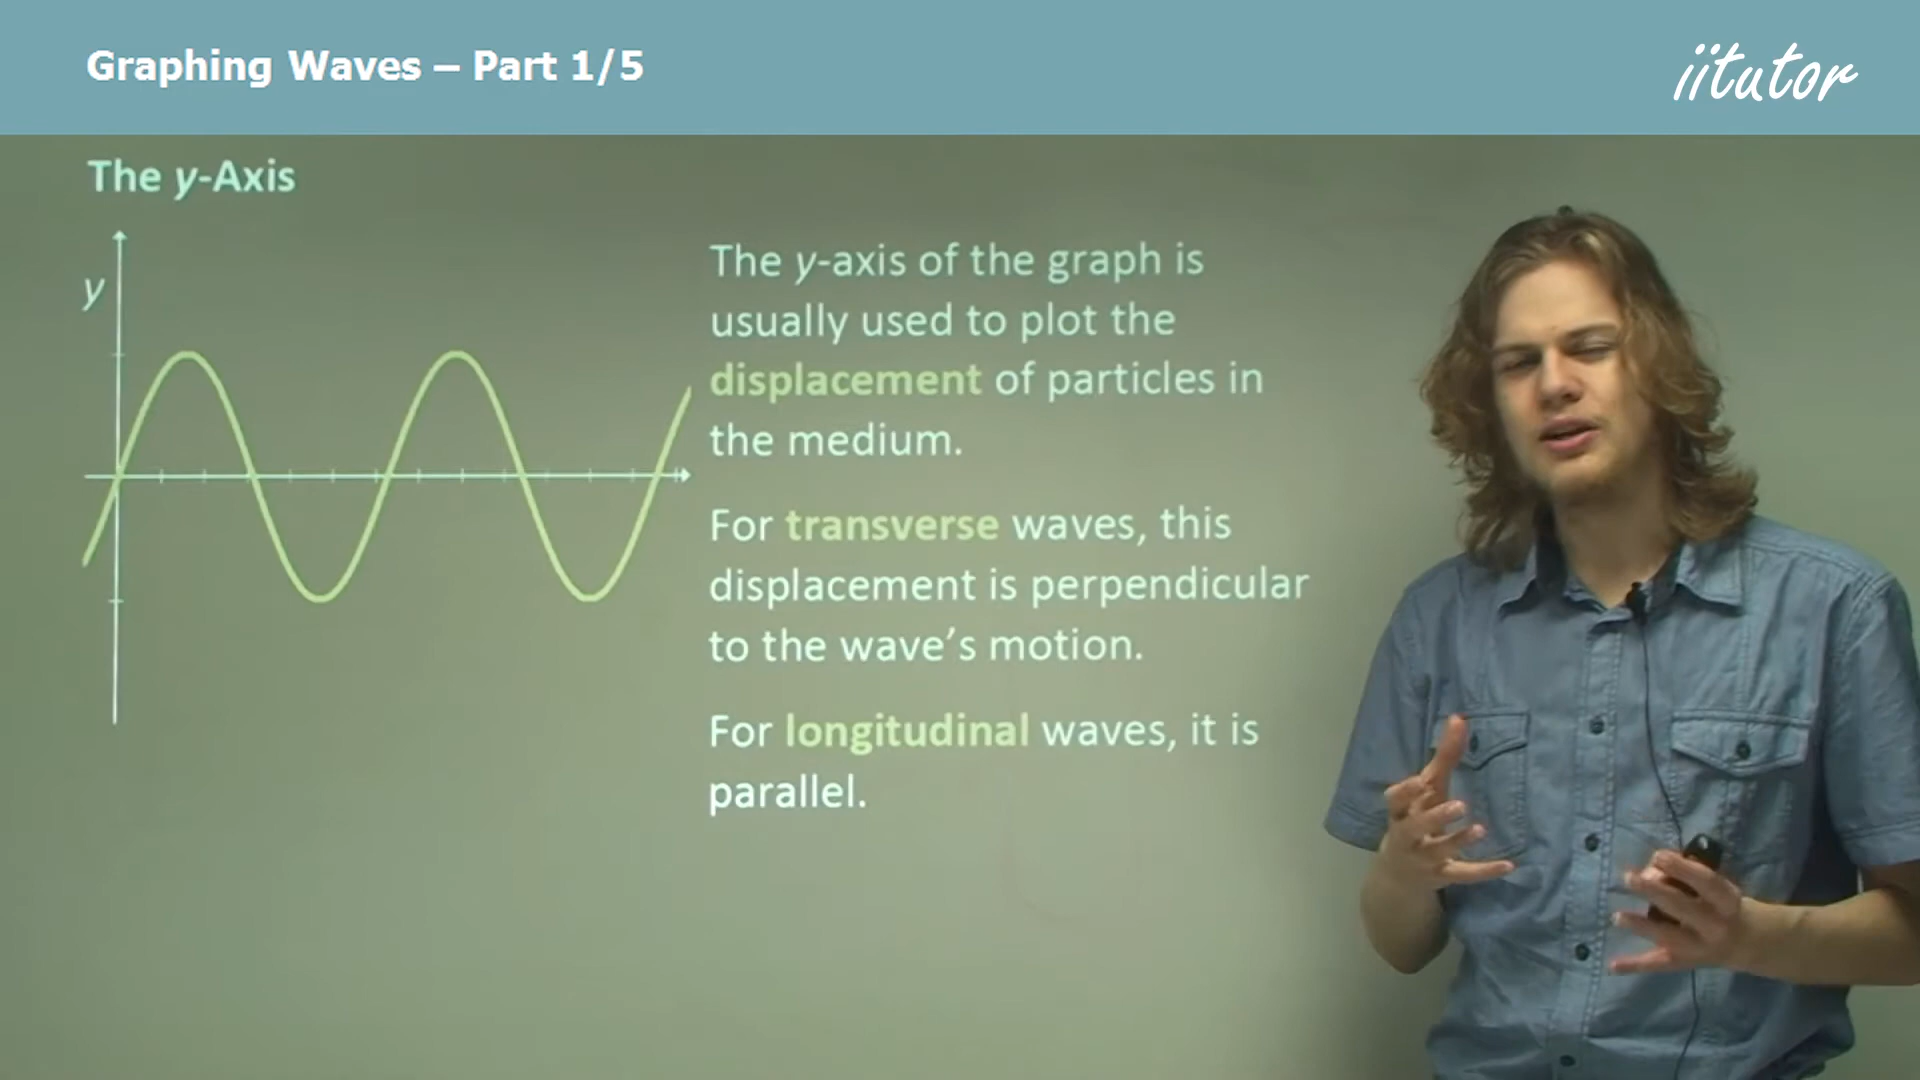 Graphing Waves – Part 1/5
iitutor
The y-Axis
y
The y-axis of the graph is
usually used to plot the
displacement of particles in
the medium.
For transverse waves, this
displacement is perpendicular
to the wave’s motion.
For longitudinal waves, it is
parallel.